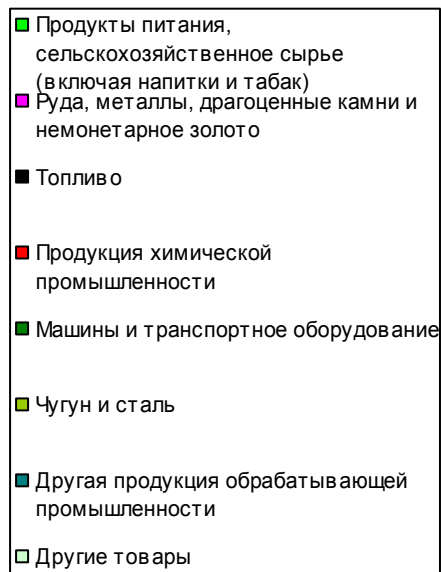 Продукты питания,
сельскохозяйственное сырье
(включая напитки и табак)
Руда, металлы, драгоценные камни и
немонетарное золото
Топливо
Продукция химической
промышленности
Машины и транспортное оборудование
Чугун и сталь
Другая продукция обрабатывающей
промышленности
Другие товары